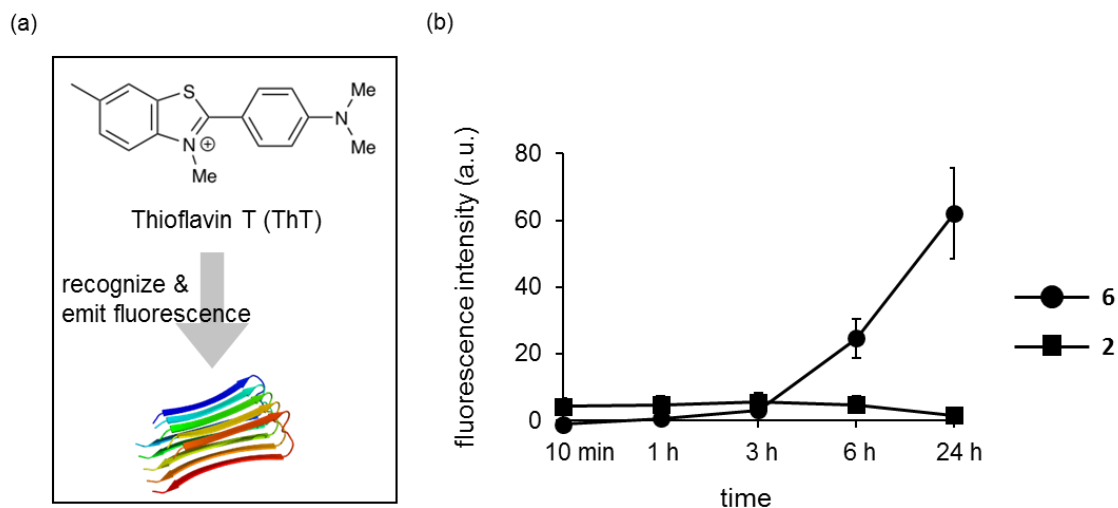 (a)
S
N
Me
Me
N
⊕
Me
Thioflavin T (ThT)
recognize &
emit fluorescence
(b)
fluorescence intensity (a.u.)
80
60
40
20
0
10 min 1 h 3 h 6 h 24 h
time
6
2